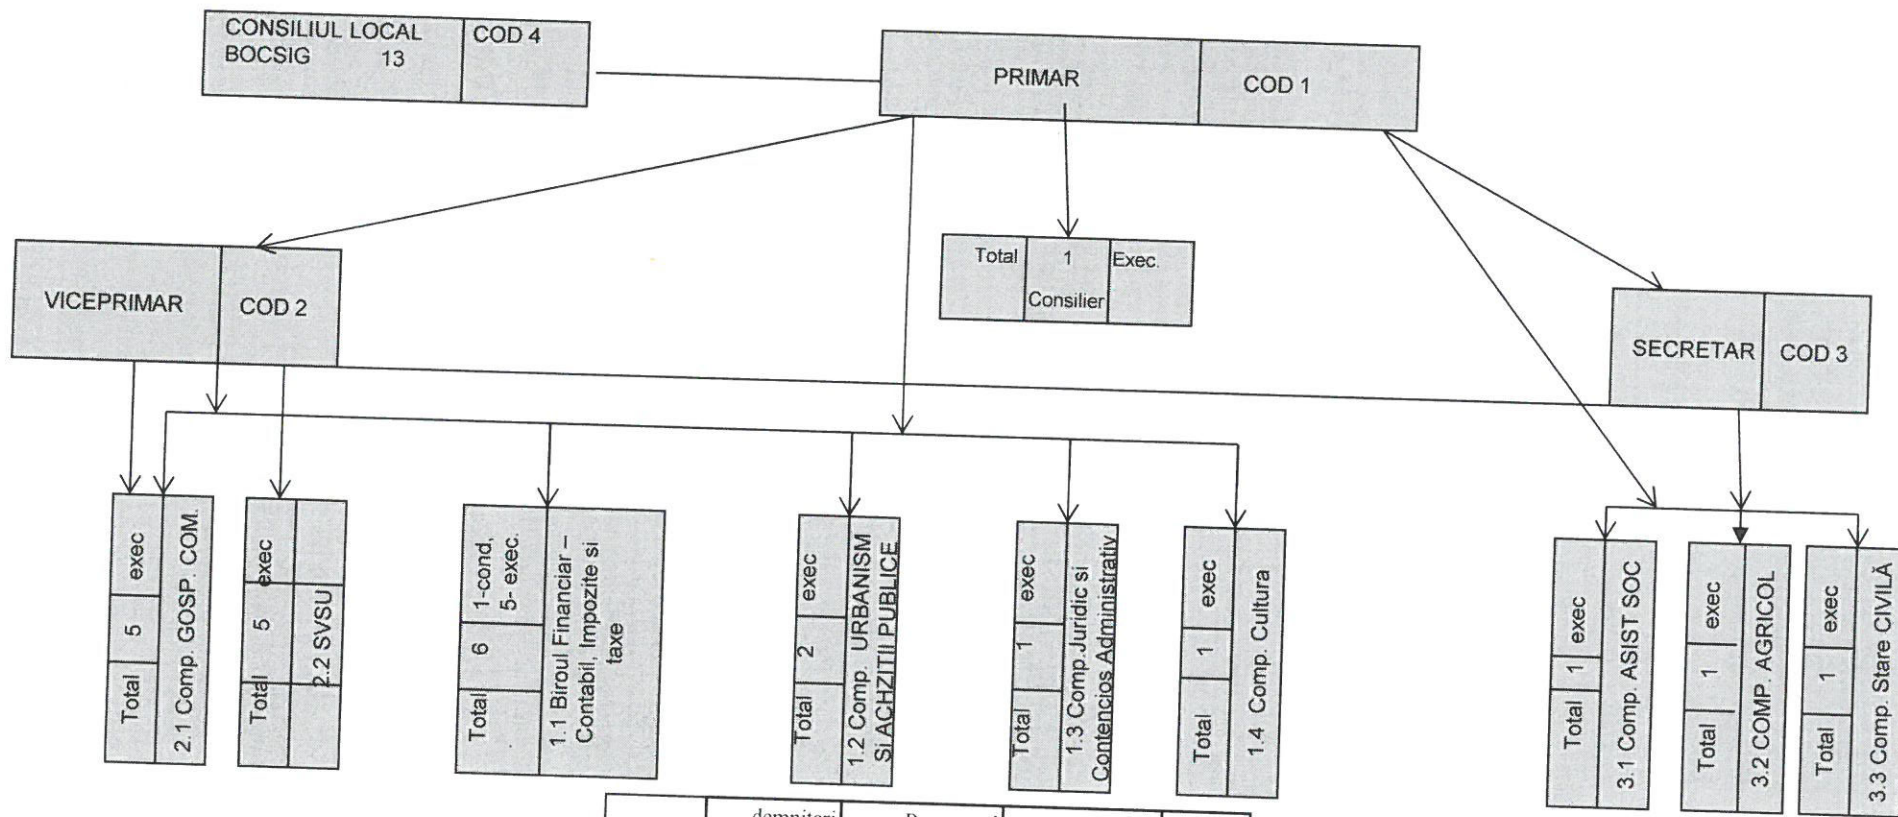 CONSILIUL LOCAL
BOCSIG 13
COD 4
PRIMAR
COD 1
Total
1
Consilier
Exec.
VICEPRIMAR
COD 2
SECRETAR
COD 3
Total 5 exec
2.1 Comp. GOSP. COM.
Total 5 exec
2.2 SVSU
Total 6 1-cond,
5- exec.
1.1 Biroul Financiar –
Contabil, Impozite si
taxe
Total 2 exec
1.2 Comp. URBANISM
Si ACHZITII PUBLICE
Total 1 exec
1.3 Comp.Juridic si
Contencios Administrativ
Total 1 exec
1.4 Comp. Cultura
Total 1 exec
3.1 Comp. ASIST SOC
Total 1 exec
3.2 COMP. AGRICOL
Total 1 exec
3.3 Comp. Stare CIVILĂ
demnitori